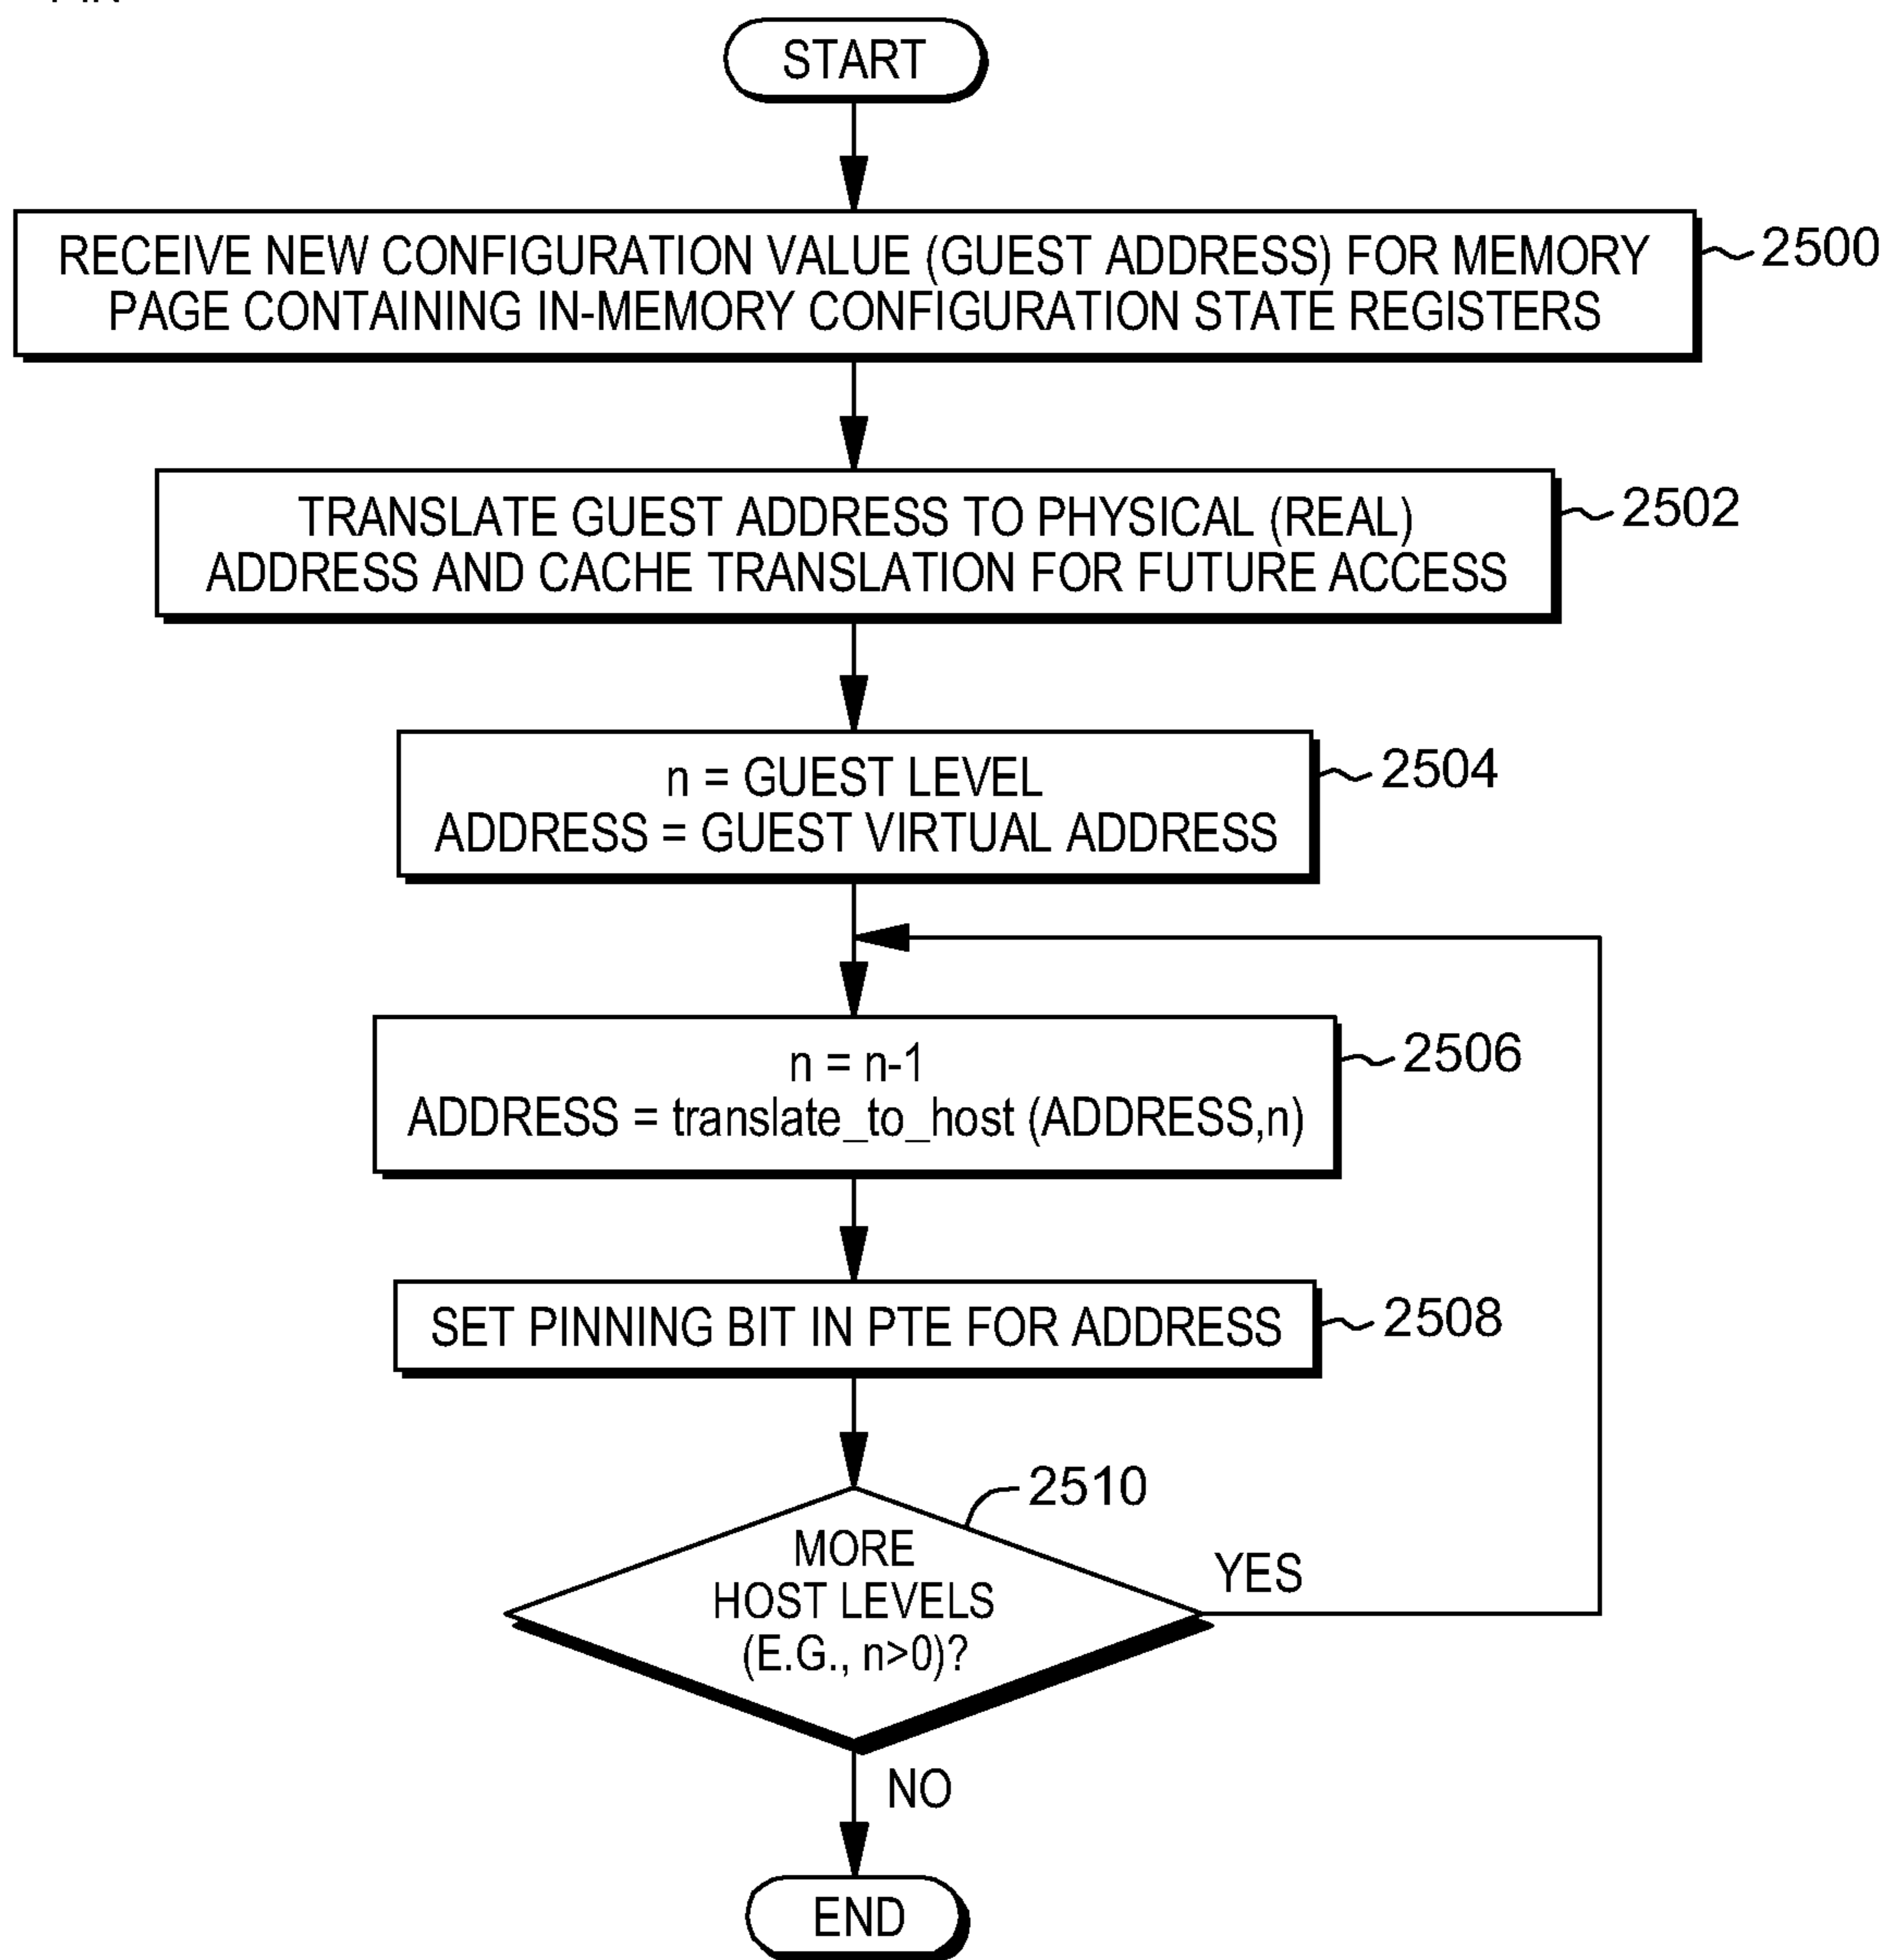 START
RECEIVE NEW CONFIGURATION VALUE (GUEST ADDRESS) FOR MEMORY
PAGE CONTAINING IN-MEMORY CONFIGURATION STATE REGISTERS
2500
TRANSLATE GUEST ADDRESS TO PHYSICAL (REAL)
ADDRESS AND CACHE TRANSLATION FOR FUTURE ACCESS
2502
n = GUEST LEVEL
ADDRESS = GUEST VIRTUAL ADDRESS
2504
n = n-1
ADDRESS = translate_to_host (ADDRESS,n)
2506
SET PINNING BIT IN PTE FOR ADDRESS
2508
2510
MORE
HOST LEVELS
(E.G., n>0)?
YES
NO
END